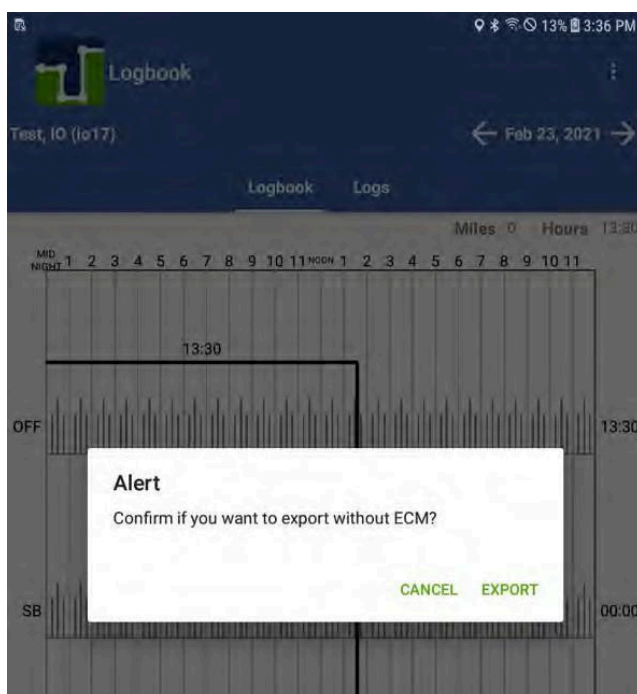 13% 3:36 PM
Logbook
Test, IO (io17)
Feb 23, 2021
Logbook Logs
Miles 0 Hours 13:30
MID NIGHT 1 2 3 4 5 6 7 8 9 10 11 NOON 1 2 3 4 5 6 7 8 9 10 11
13:30
OFF 13:30
Alert
Confirm if you want to export without ECM?
CANCEL EXPORT
SB 00:00